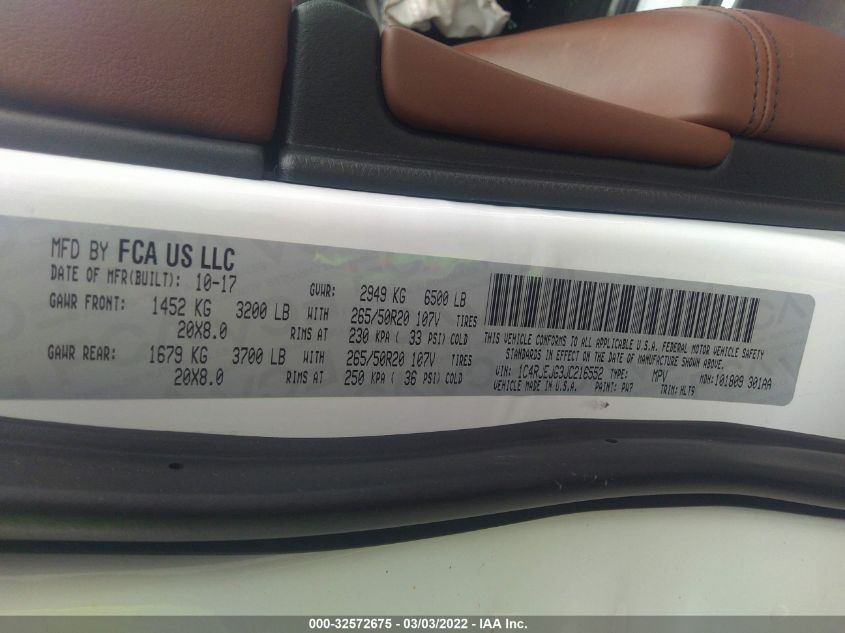 MFD BY FCA US LLC
DATE OF MFR(BUILT): 10-17 GVWR: 2949 KG 6500 LB
GAWR FRONT: 1452 KG 3200 LB WITH 265/50R20 107V TIRES
20X8.0 RIMS AT 230 KPA ( 33 PSI) COLD
GAWR REAR: 1679 KG 3700 LB WITH 265/50R20 107V TIRES
20X8.0 RIMS AT 250 KPA ( 36 PSI) COLD
THIS VEHICLE CONFORMS TO ALL APPLICABLE U.S.A. FEDERAL MOTOR VEHICLE SAFETY
STANDARDS IN EFFECT ON THE DATE OF MANUFACTURE SHOWN ABOVE.
VIN: 1C4RJEJG3JC216552 TYPE: MPV MDH: 101809 301AA
VEHICLE MADE IN U.S.A. PAINT: PW7 TRIM: HLT9
000-32572675 - 03/03/2022 - IAA Inc.